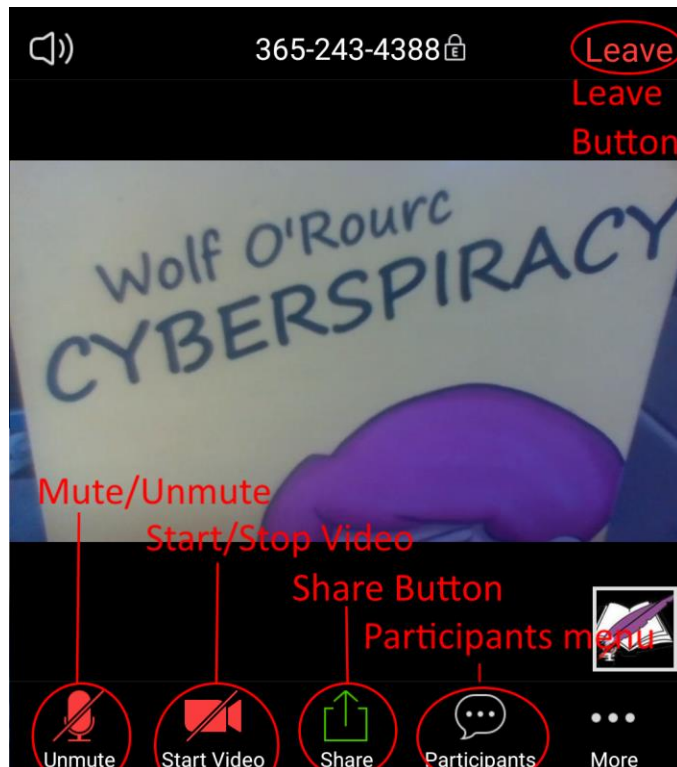 365-243-4388
Leave
Leave
Button
Wolf O'Rourc
CYBERSPIRACY
Mute/Unmute
Start/Stop Video
Share Button
Participants menu
Unmute
Start Video
Share
Participants
More